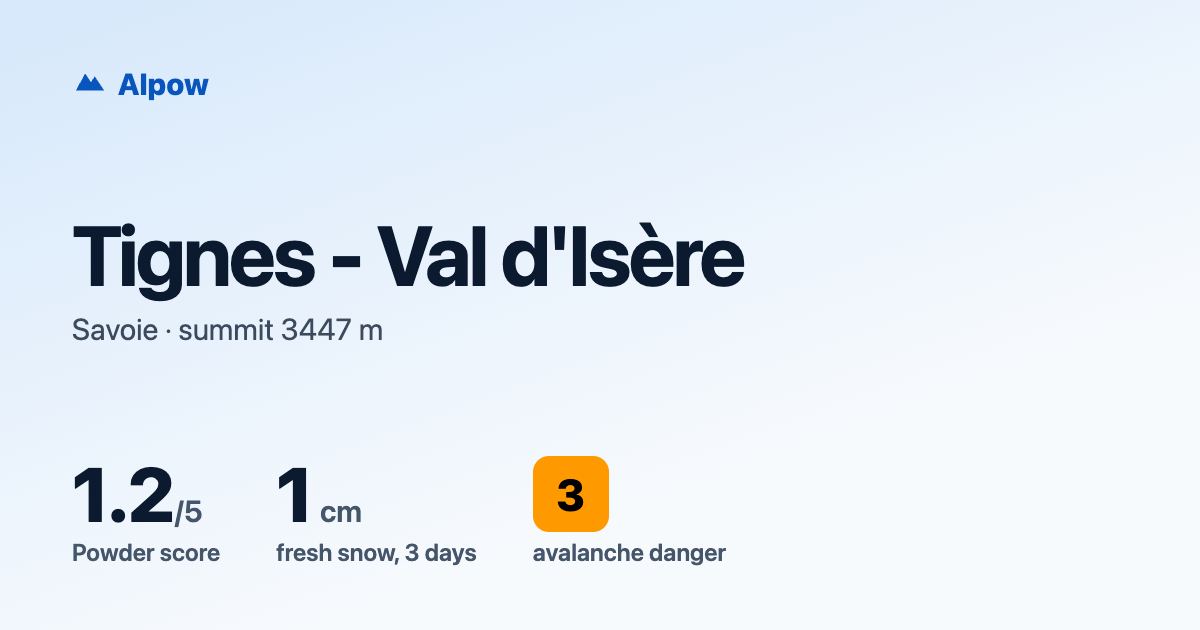 Alpow
Tignes - Val d'Isère
Savoie · summit 3447 m
1.2/5
Powder score
1 cm
fresh snow, 3 days
3
avalanche danger